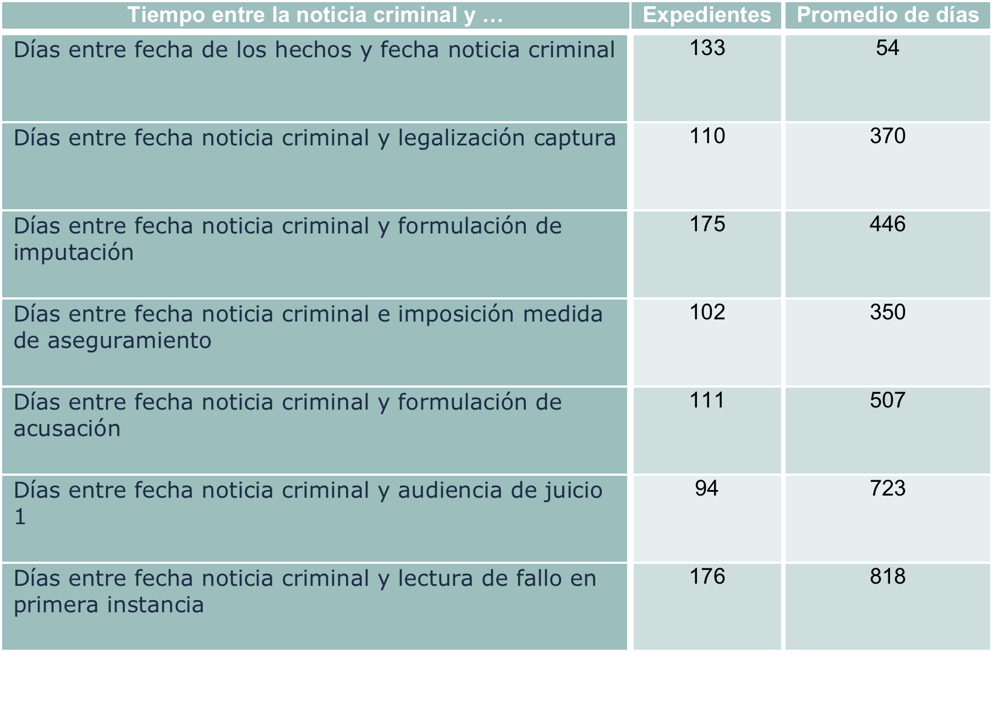 Tiempo entre la noticia criminal y … Expedientes Promedio de días
Días entre fecha de los hechos y fecha noticia criminal 133 54
Días entre fecha noticia criminal y legalización captura 110 370
Días entre fecha noticia criminal y formulación de 175 446
imputación
Días entre fecha noticia criminal e imposición medida 102 350
de aseguramiento
Días entre fecha noticia criminal y formulación de 111 507
acusación
Días entre fecha noticia criminal y audiencia de juicio 94 723
1
Días entre fecha noticia criminal y lectura de fallo en 176 818
primera instancia